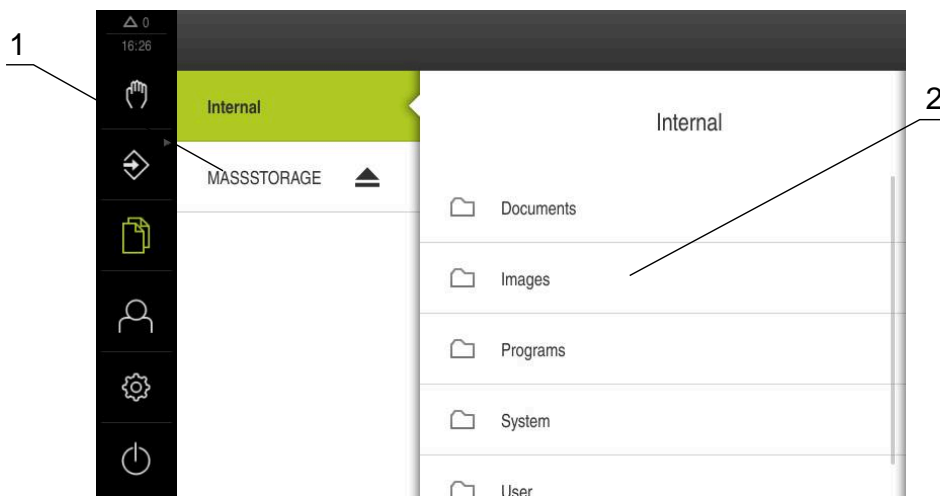 1
0
16:26
Internal
MASSSTORAGE
Internal
2
Documents
Images
Programs
System
User